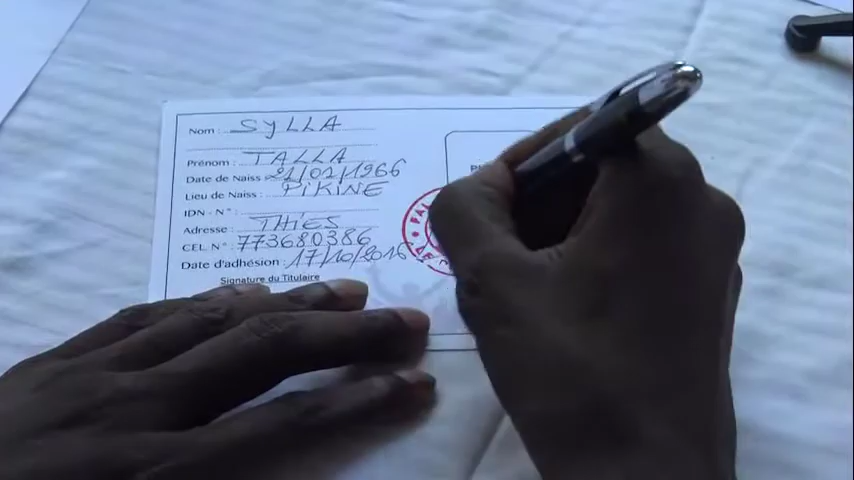 Nom : SYLLA
Prénom : TALLA
Date de Naiss : 21/01/1966
Lieu de Naiss : PIKINE
IDN - N° :
Adresse : THIES
CEL N° : 773680386
Date d'adhésion : 17/10/2016
Signature du Titulaire